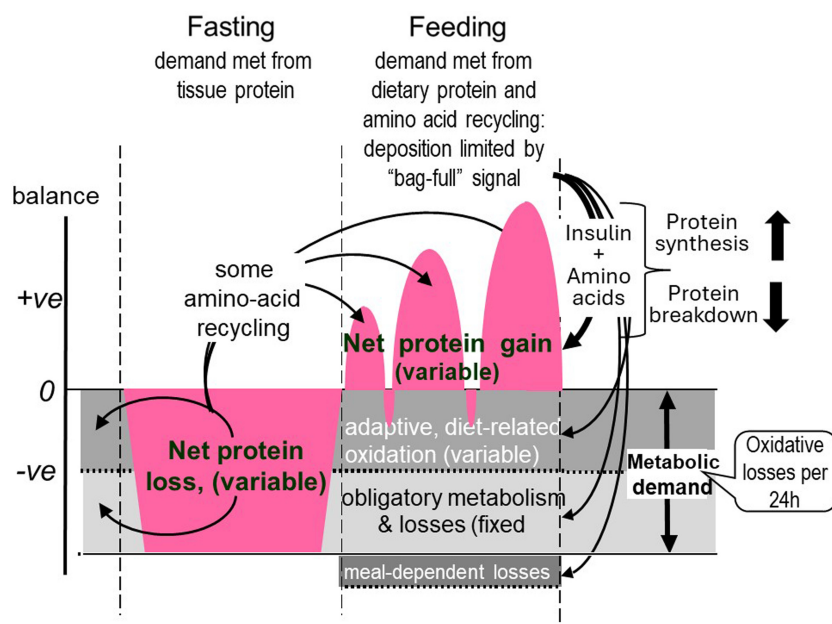 Fasting
demand met from
tissue protein
Feeding
demand met from
dietary protein and
amino acid recycling:
deposition limited by
“bag-full” signal
balance
+ve
0
-ve
some
amino-acid
recycling
Insulin
+
Amino
acids
Protein
synthesis
Protein
breakdown
Net protein gain
(variable)
Net protein
loss, (variable)
adaptive, diet-related
oxidation (variable)
obligatory metabolism
& losses (fixed
meal-dependent losses
Metabolic
demand
Oxidative
losses per
24h